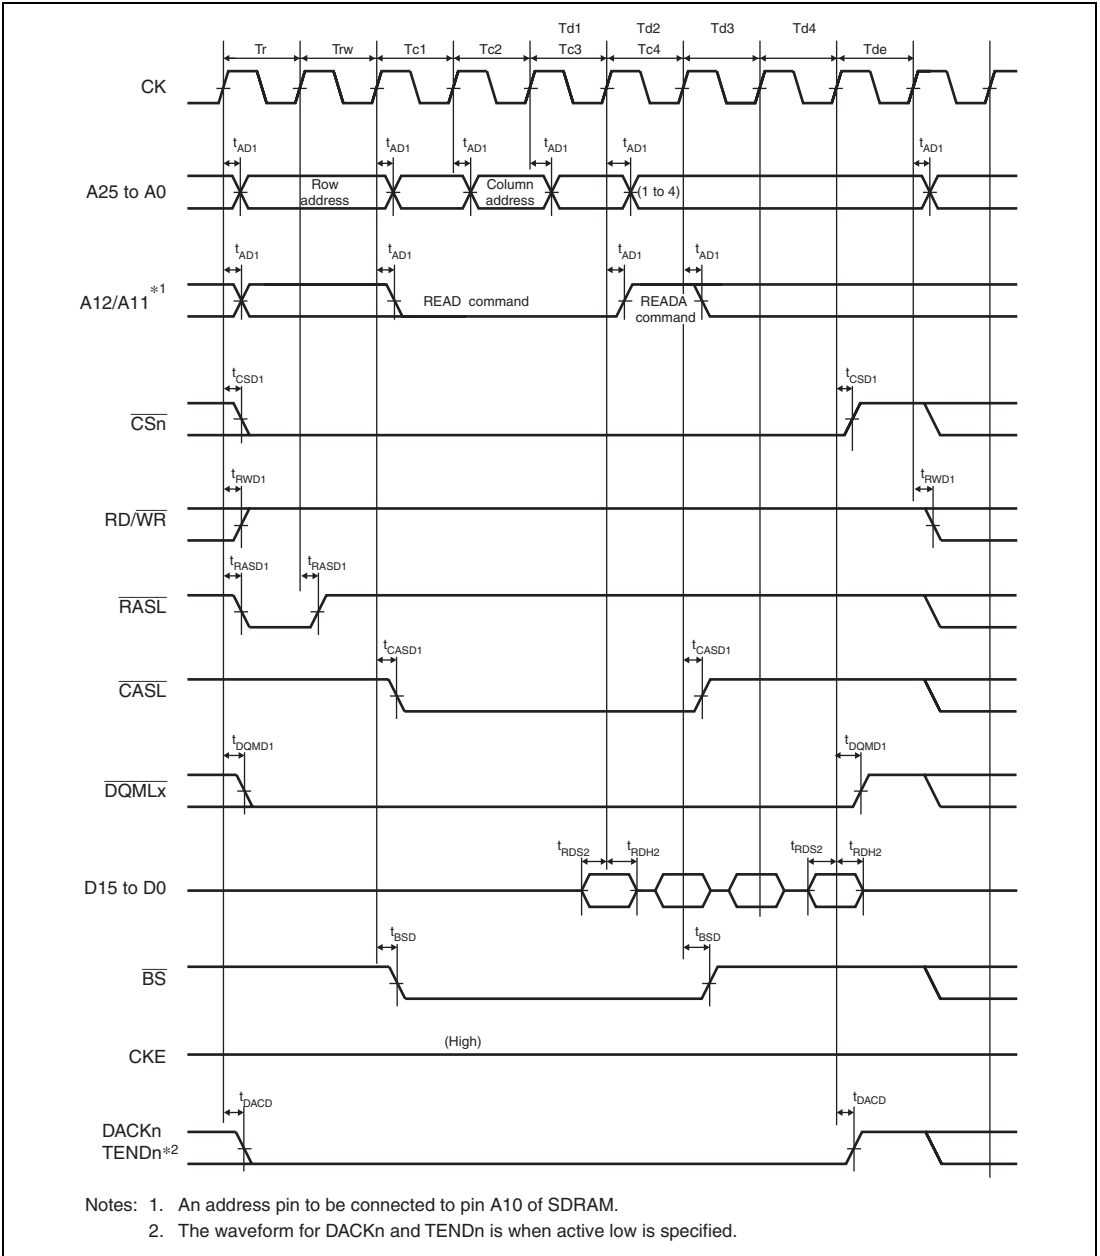 Td1 Td2 Td3 Td4
Tr Trw Tc1 Tc2 Tc3 Tc4 Tde
CK
tAD1 tAD1 tAD1 tAD1 tAD1 tAD1
A25 to A0
Row address
Column address
(1 to 4)
tAD1 tAD1 tAD1 tAD1
A12/A11*1
READ command
READA command
tCSD1 tCSD1
CSn
tRWD1 tRWD1
RD/WR
tRASD1 tRASD1
RASL
tCASD1 tCASD1
CASL
tDQMD1 tDQMD1
DQMLx
tRDS2 tRDH2 tRDS2 tRDH2
D15 to D0
tBSD tBSD
BS
(High)
CKE
tDACD tDACD
DACKn
TENDn*2
Notes: 1. An address pin to be connected to pin A10 of SDRAM.
2. The waveform for DACKn and TENDn is when active low is specified.